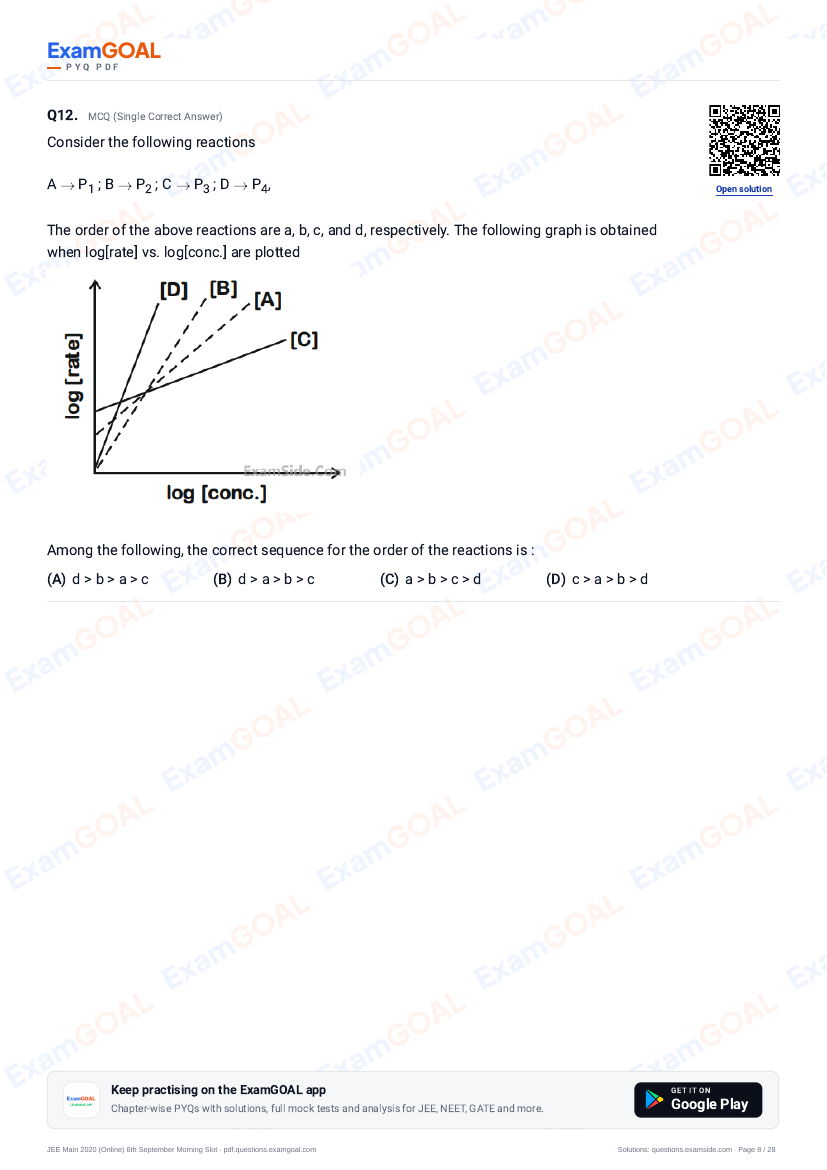 ExamGOAL
PYQ PDF
Q12. MCQ (Single Correct Answer)
Consider the following reactions
Open solution
A → P1 ; B → P2 ; C → P3 ; D → P4,
The order of the above reactions are a, b, c, and d, respectively. The following graph is obtained
when log[rate] vs. log[conc.] are plotted
[D] [B] [A]
[C]
log [rate]
ExamSide.Com
log [conc.]
Among the following, the correct sequence for the order of the reactions is :
(A) d > b > a > c (B) d > a > b > c (C) a > b > c > d (D) c > a > b > d
Keep practising on the ExamGOAL app
Chapter-wise PYQs with solutions, full mock tests and analysis for JEE, NEET, GATE and more.
GET IT ON
Google Play
JEE Main 2020 (Online) 6th September Morning Slot · pdf.questions.examgoal.com Solutions: questions.examside.com · Page 8 / 28